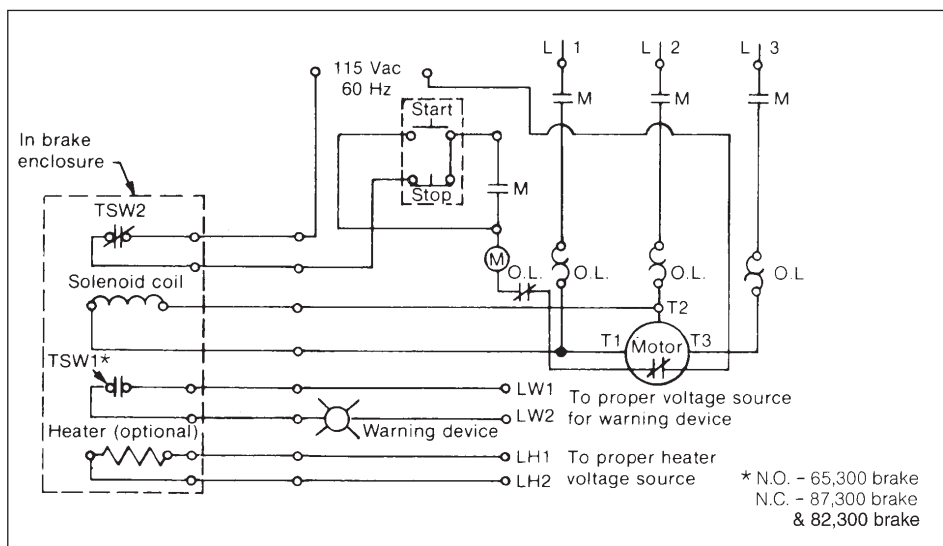 L 1
L 2
L 3
115 Vac
60 Hz
M
M
M
Start
In brake
enclosure
Stop
M
TSW2
M
O.L.
O.L.
O.L.
O.L
Solenoid coil
T2
T1
Motor
T3
TSW1*
LW1
To proper voltage source
for warning device
LW2
Warning device
Heater (optional)
LH1
To proper heater
voltage source
LH2
* N.O. – 65,300 brake
N.C. – 87,300 brake
& 82,300 brake